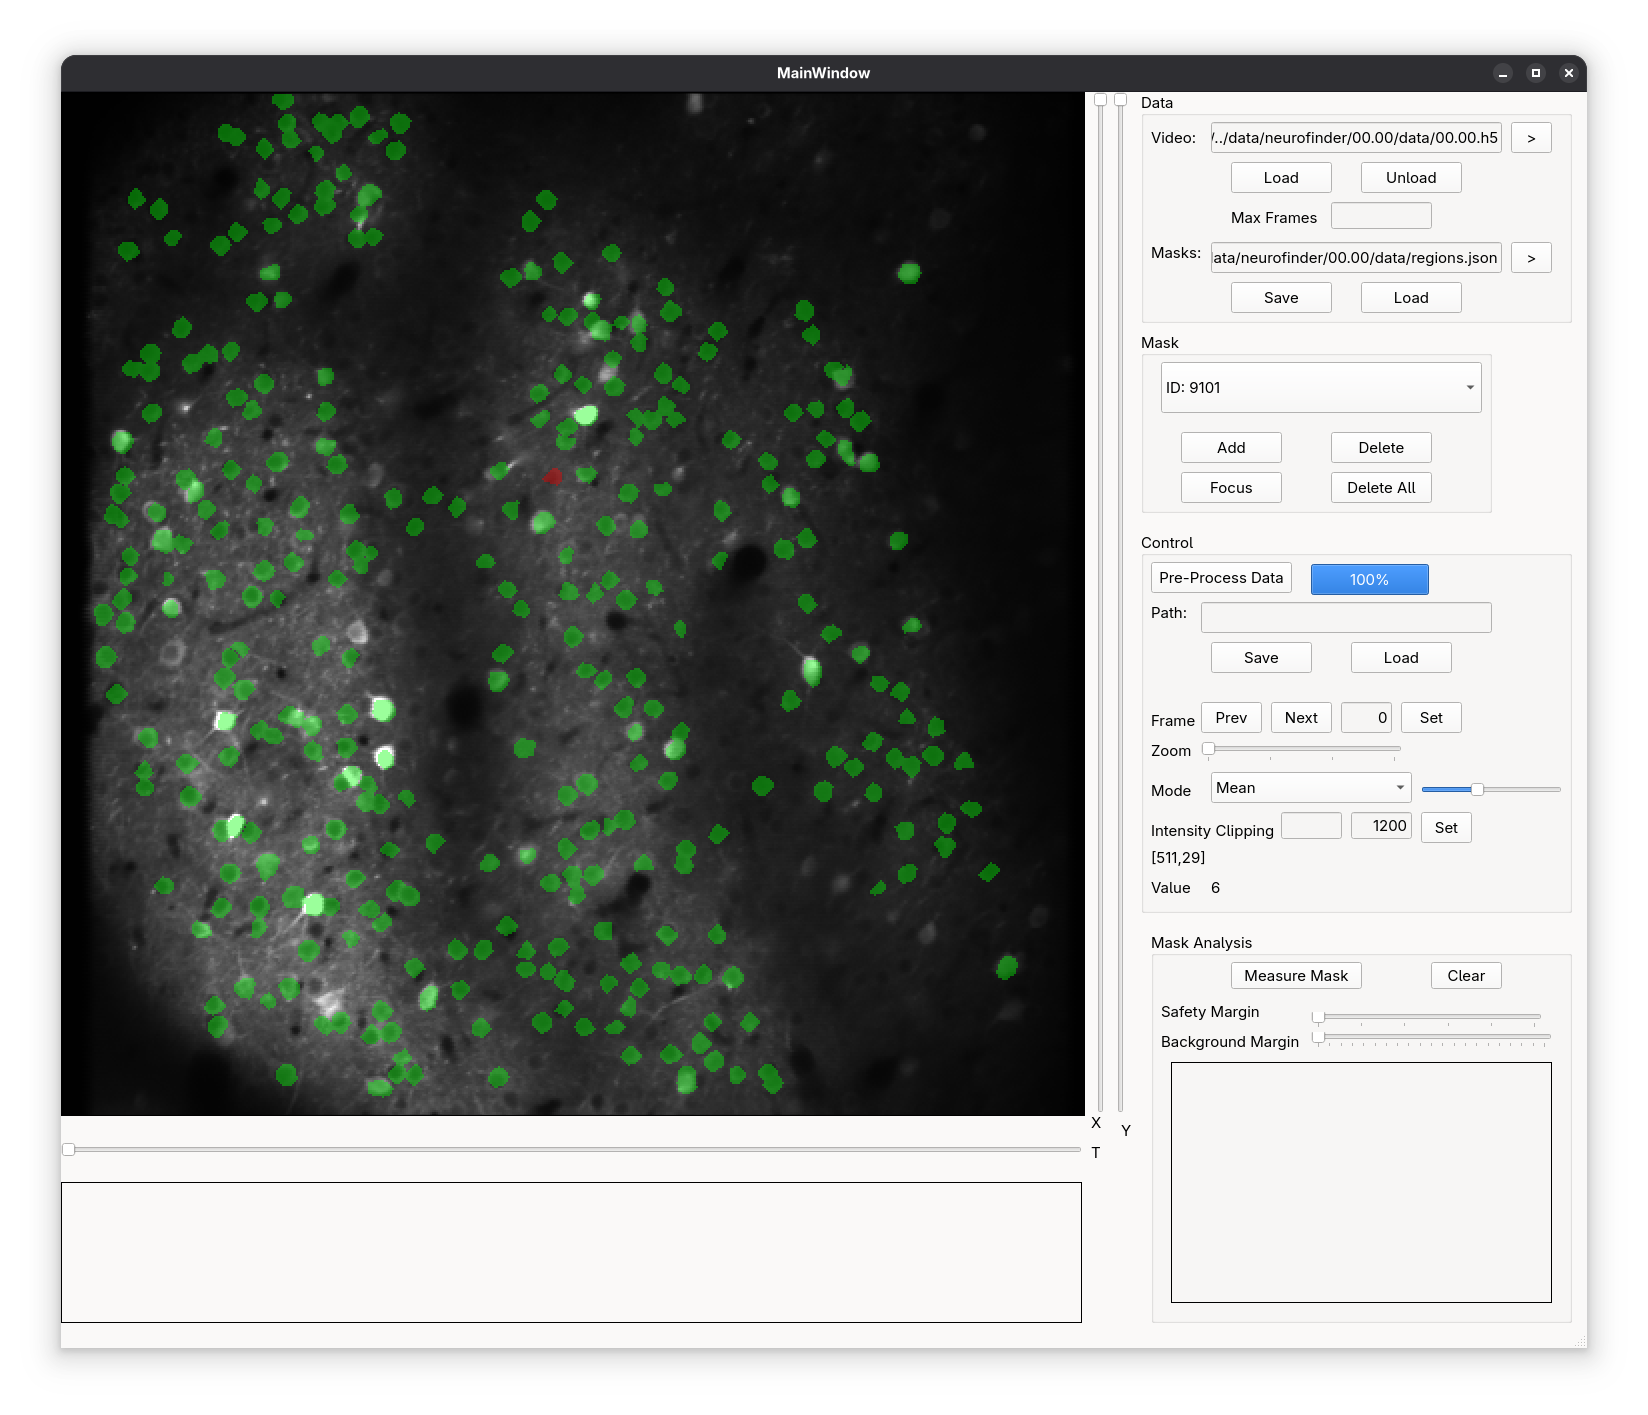 MainWindow
Data
Video: /../data/neurofinder/00.00/data/00.00.h5 >
Load Unload
Max Frames
Masks: ata/neurofinder/00.00/data/regions.json >
Save Load
Mask
ID: 9101
Add Delete
Focus Delete All
Control
Pre-Process Data 100%
Path:
Save Load
Frame Prev Next 0 Set
Zoom
Mode Mean
Intensity Clipping 1200 Set
[511,29]
Value 6
Mask Analysis
Measure Mask Clear
Safety Margin
Background Margin
X
Y
T